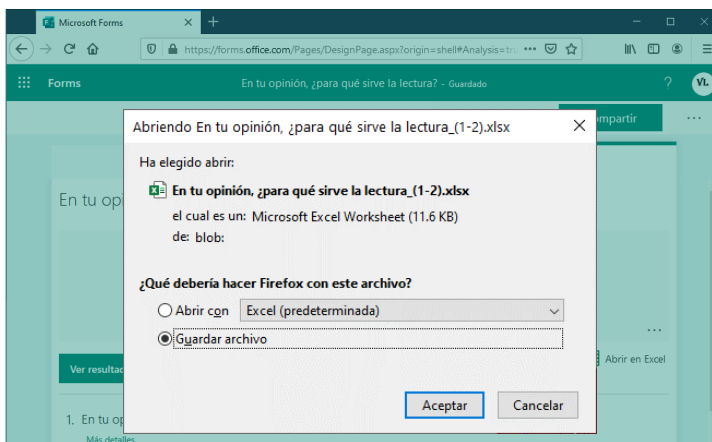 Microsoft Forms
https://forms.office.com/Pages/DesignPage.aspx?origin=shell#Analysis=tru
Forms
En tu opinión, ¿para qué sirve la lectura? - Guardado
?
VL
mpartir
Abriendo En tu opinión, ¿para qué sirve la lectura_(1-2).xlsx
Ha elegido abrir:
En tu opinión, ¿para qué sirve la lectura_(1-2).xlsx
el cual es un: Microsoft Excel Worksheet (11.6 KB)
de: blob:
En tu opi
¿Qué debería hacer Firefox con este archivo?
Abrir con Excel (predeterminada)
Guardar archivo
Ver resultad
Abrir en Excel
Aceptar Cancelar
1. En tu op
Más detalles